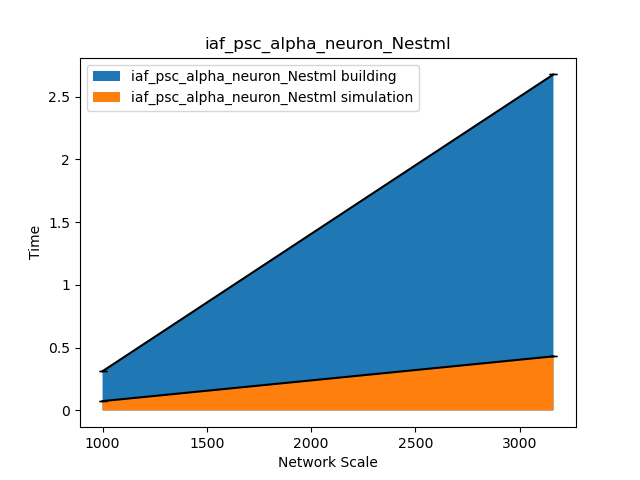 iaf_psc_alpha_neuron_Nestml
iaf_psc_alpha_neuron_Nestml building
iaf_psc_alpha_neuron_Nestml simulation
2.5
2
1.5
1
0.5
0
Time
1000 1500 2000 2500 3000
Network Scale